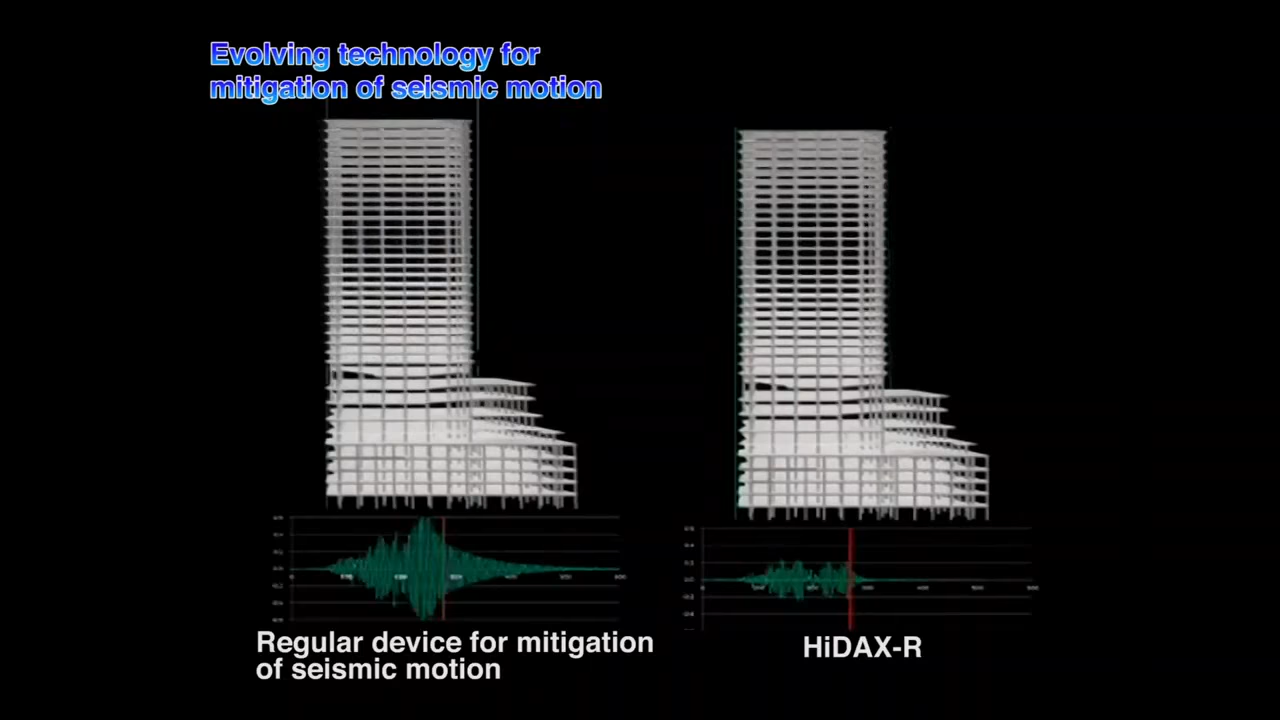 Evolving technology for
mitigation of seismic motion
Regular device for mitigation
of seismic motion
HiDAX-R